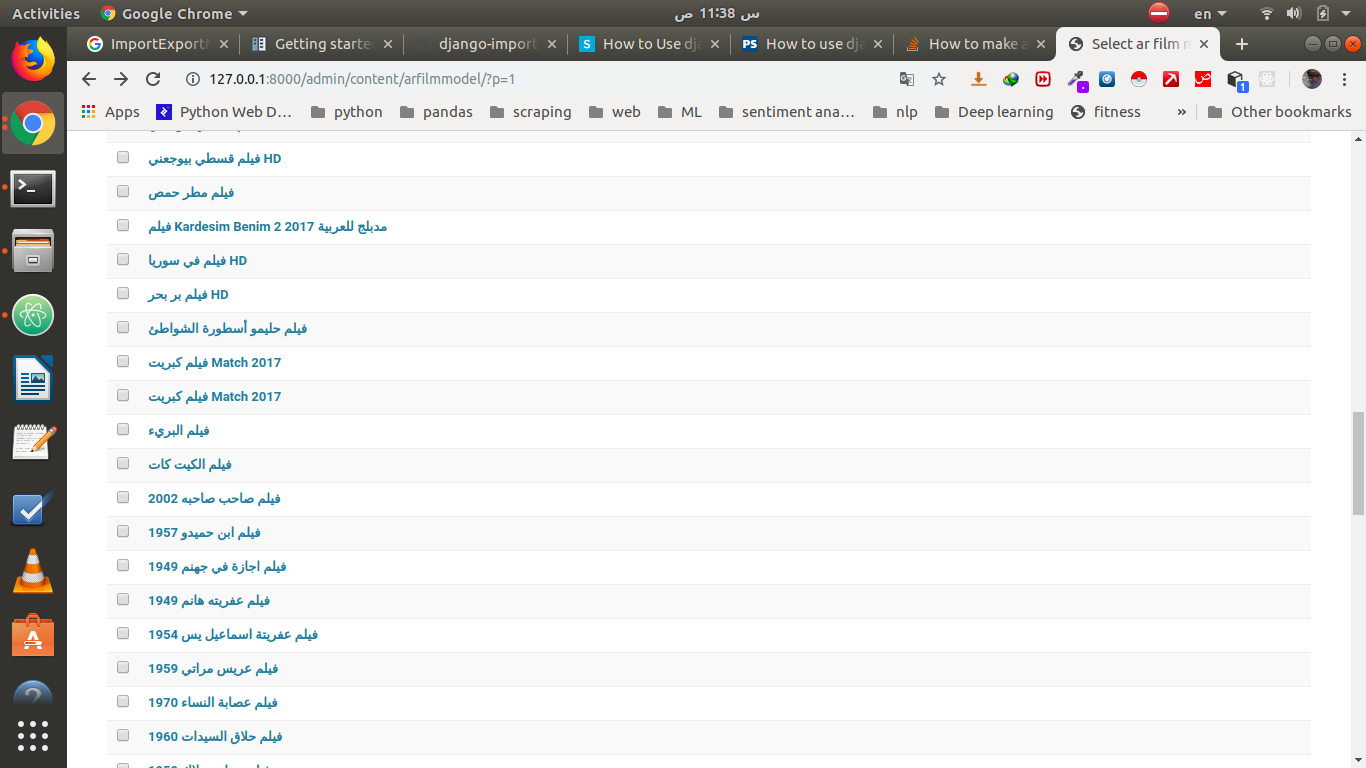 Activities Google Chrome س 11:38 ص en
ImportExport Getting starte django-import How to Use dja How to use dja How to make a Select ar film m
127.0.0.1:8000/admin/content/arfilmmodel/?p=1
Apps Python Web D… python pandas scraping web ML sentiment ana… nlp Deep learning fitness » Other bookmarks
فيلم قسطي بيوجعني HD
فيلم مطر حمص
فيلم Kardesim Benim 2 2017 مدبلج للعربية
فيلم في سوريا HD
فيلم بر بحر HD
فيلم حليمو أسطورة الشواطئ
فيلم كبريت Match 2017
فيلم كبريت Match 2017
فيلم البريء
فيلم الكيت كات
فيلم صاحب صاحبه 2002
فيلم ابن حميدو 1957
فيلم اجازة في جهنم 1949
فيلم عفريته هانم 1949
فيلم عفريتة اسماعيل يس 1954
فيلم عريس مراتي 1959
فيلم عصابة النساء 1970
فيلم حلاق السيدات 1960